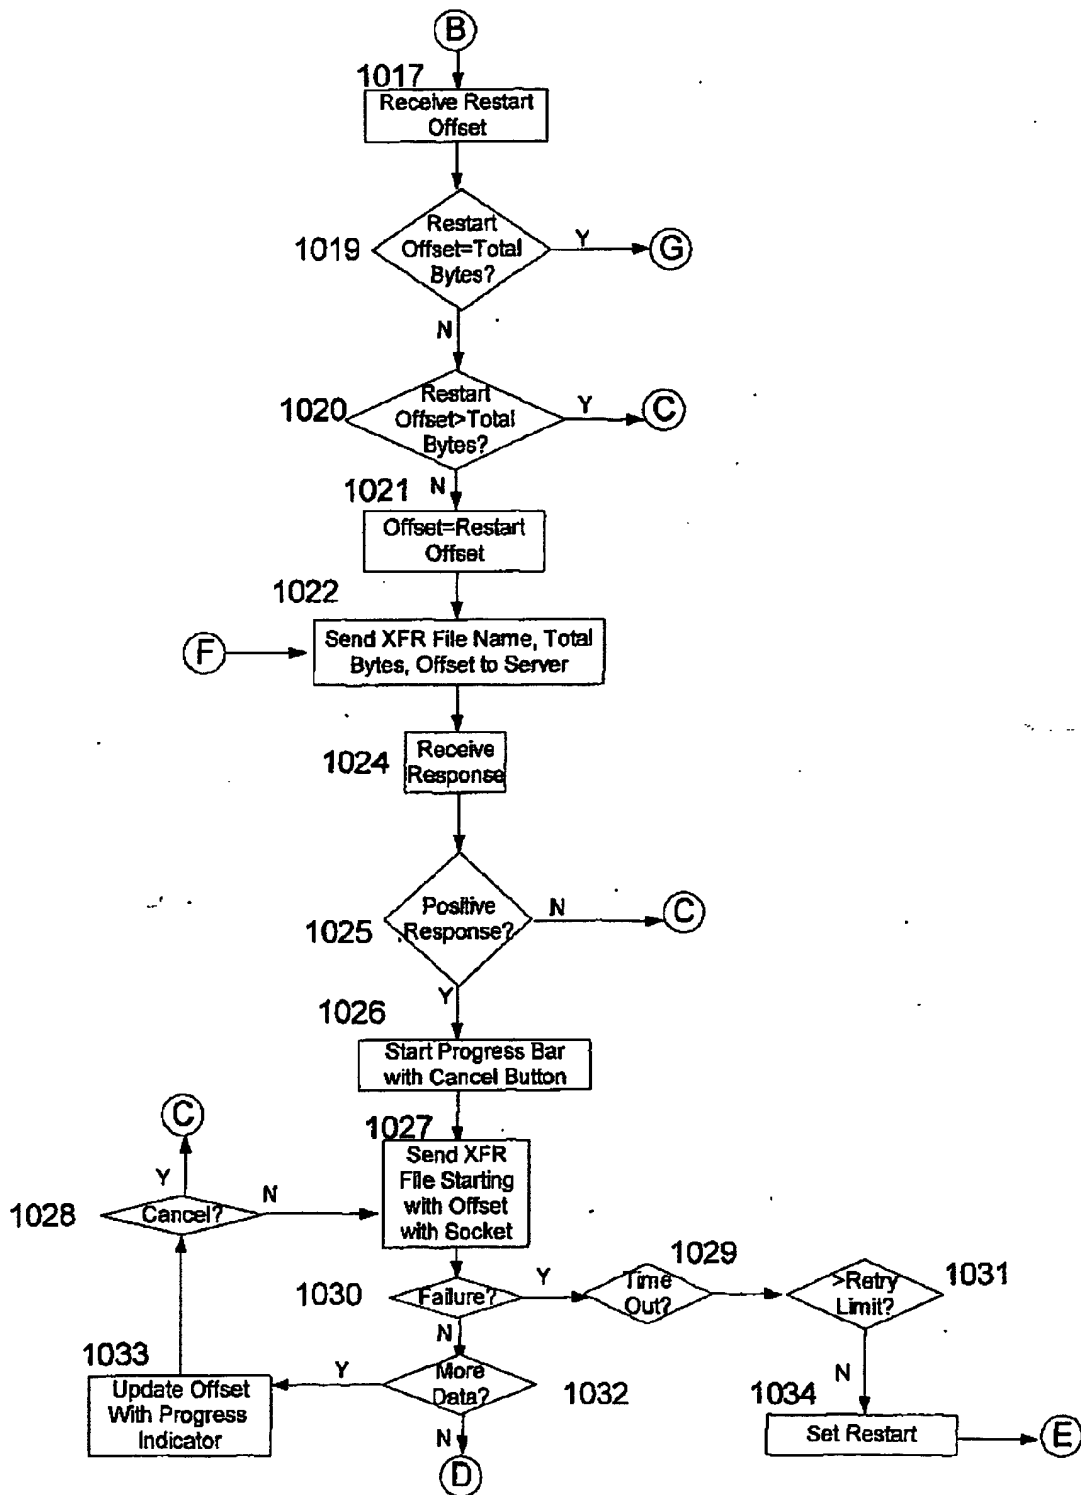 B
1017
Receive Restart
Offset
1019
Restart
Offset=Total
Bytes?
Y
G
N
1020
Restart
Offset>Total
Bytes?
Y
C
1021
N
Offset=Restart
Offset
1022
F
Send XFR File Name, Total
Bytes, Offset to Server
1024
Receive
Response
1025
Positive
Response?
N
C
Y
1026
Start Progress Bar
with Cancel Button
C
1027
Send XFR
File Starting
with Offset
with Socket
Y
1028
Cancel?
N
1029
1030
Failure?
Y
Time
Out?
>Retry
Limit?
1031
N
1033
Y
More
Data?
1032
N
1034
Update Offset
With Progress
Indicator
Set Restart
E
N
D